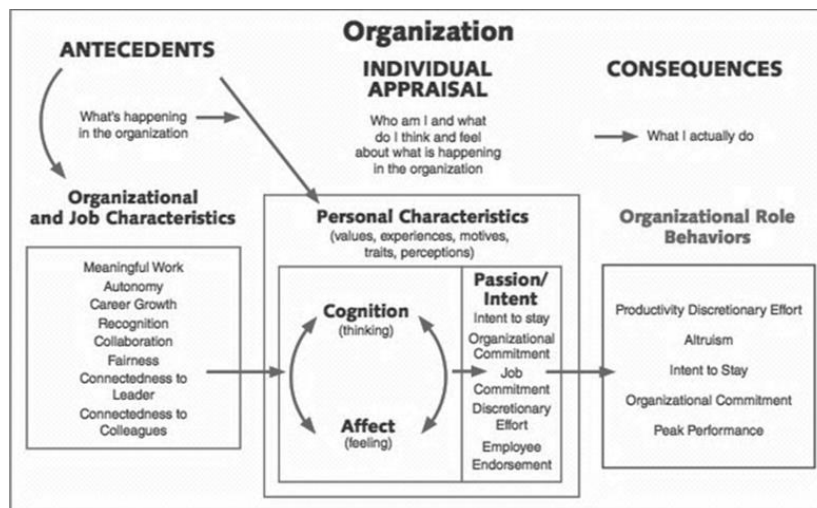 Organization
ANTECEDENTS
What's happening
in the organization
INDIVIDUAL
APPRAISAL
Who am I and what
do I think and feel
about what is happening
in the organization
CONSEQUENCES
What I actually do
Organizational
and Job Characteristics
Meaningful Work
Autonomy
Career Growth
Recognition
Collaboration
Fairness
Connectedness to
Leader
Connectedness to
Colleagues
Personal Characteristics
(values, experiences, motives,
traits, perceptions)
Cognition
(thinking)
Affect
(feeling)
Passion/
Intent
Intent to stay
Organizational
Commitment
Job
Commitment
Discretionary
Effort
Employee
Endorsement
Organizational Role
Behaviors
Productivity Discretionary Effort
Altruism
Intent to Stay
Organizational Commitment
Peak Performance